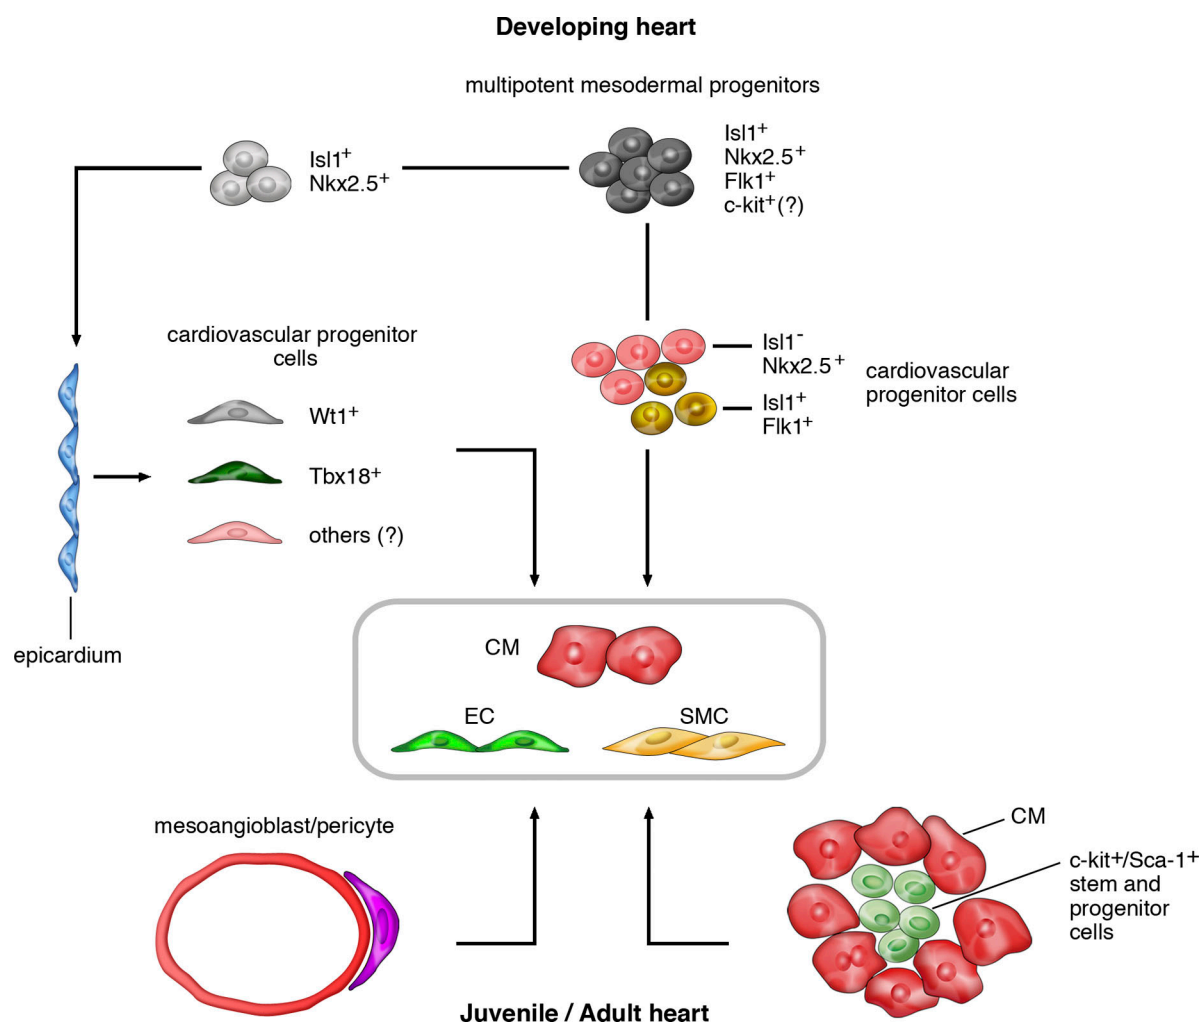 Developing heart
multipotent mesodermal progenitors
Isl1⁺
Nkx2.5⁺
Isl1⁺
Nkx2.5⁺
Flk1⁺
c-kit⁺(?)
cardiovascular progenitor
cells
Wt1⁺
Tbx18⁺
others (?)
epicardium
Isl1⁻
Nkx2.5⁺
Isl1⁺
Flk1⁺
cardiovascular
progenitor cells
CM
EC
SMC
mesoangioblast/pericyte
CM
c-kit⁺/Sca-1⁺
stem and
progenitor
cells
Juvenile / Adult heart